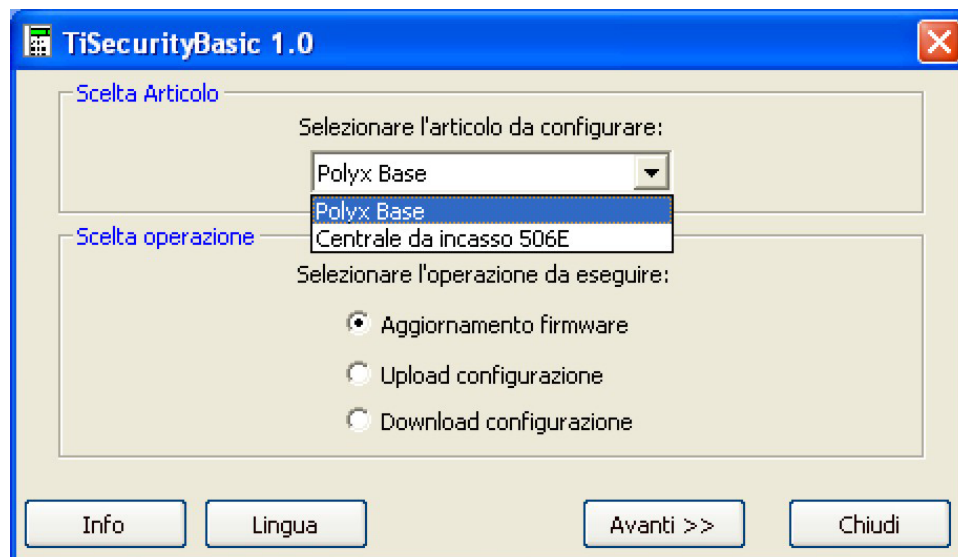 TiSecurityBasic 1.0
Scelta Articolo
Selezionare l'articolo da configurare:
Polyx Base
Polyx Base
Centrale da incasso 506E
Scelta operazione
Selezionare l'operazione da eseguire:
Aggiornamento firmware
Upload configurazione
Download configurazione
Info Lingua Avanti >> Chiudi